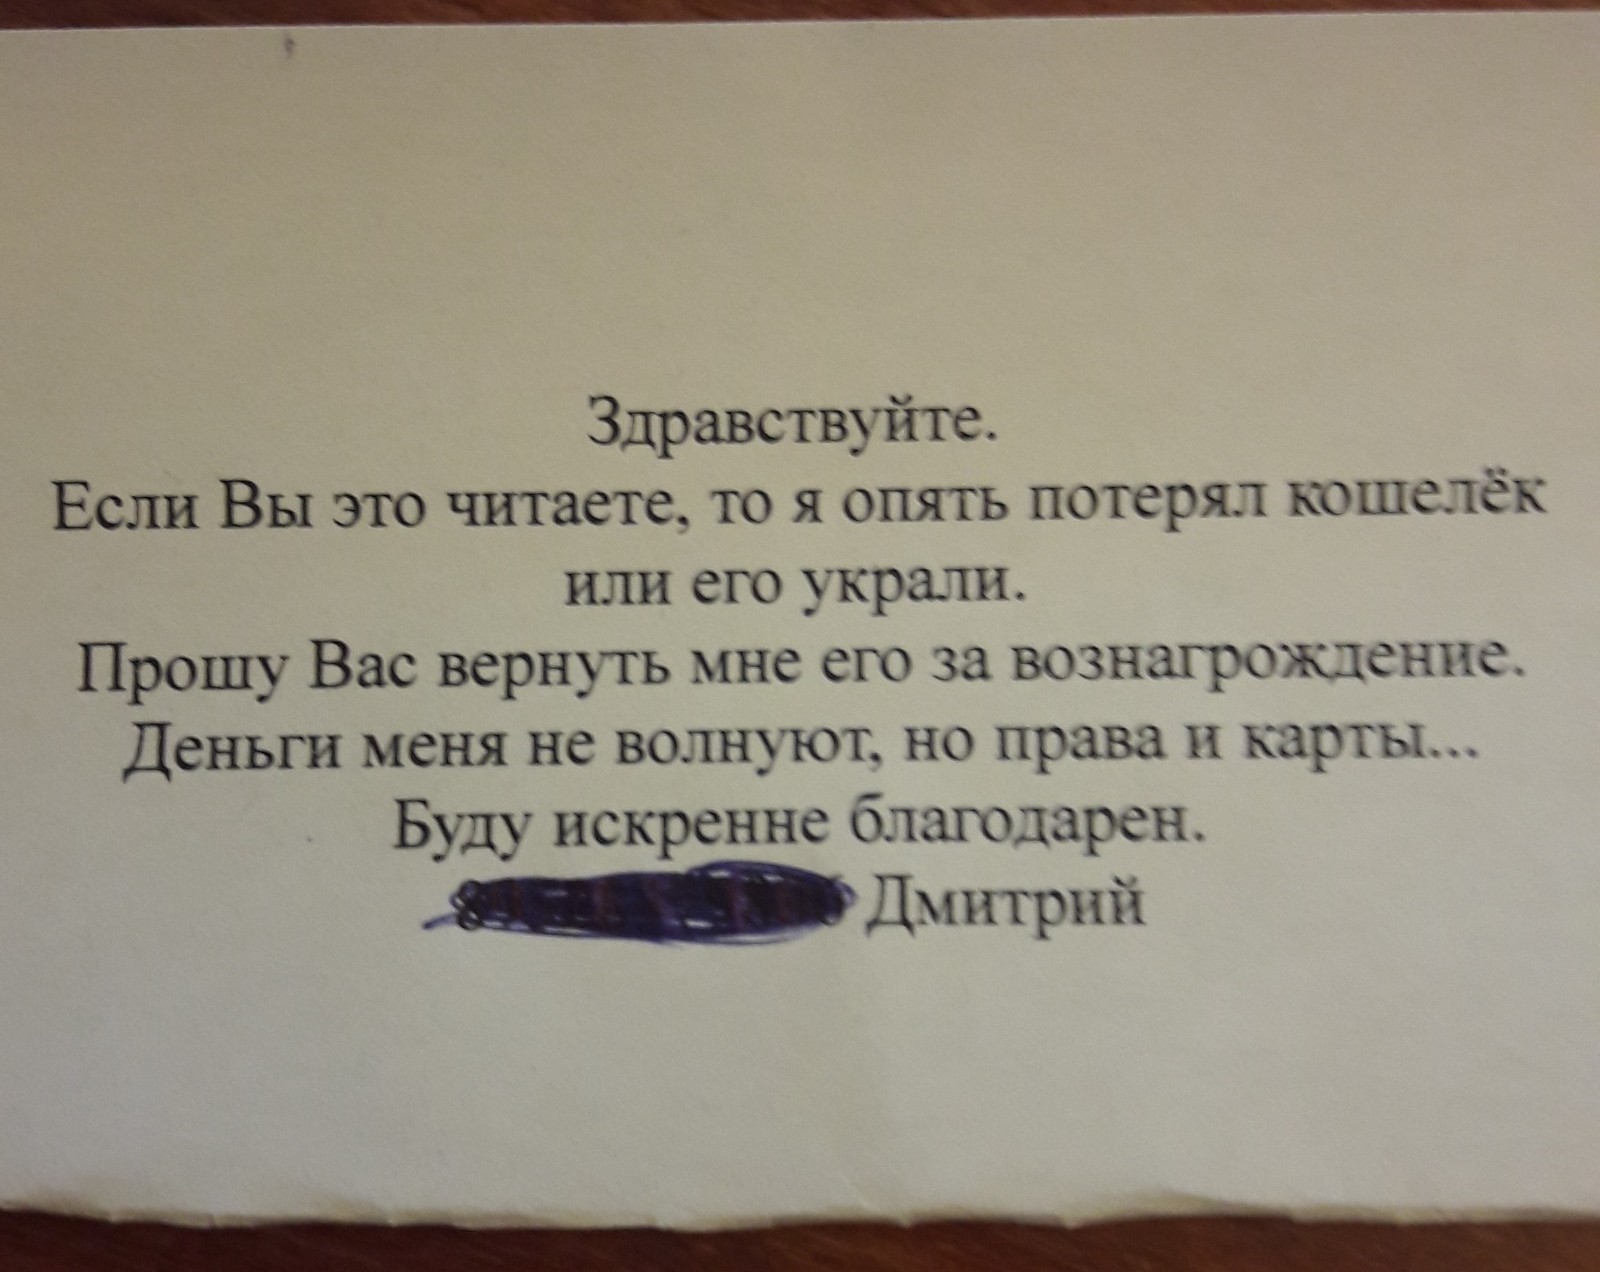 Здравствуйте.
Если Вы это читаете, то я опять потерял кошелёк
или его украли.
Прошу Вас вернуть мне его за вознагрождение.
Деньги меня не волнуют, но права и карты...
Буду искренне благодарен.
Дмитрий